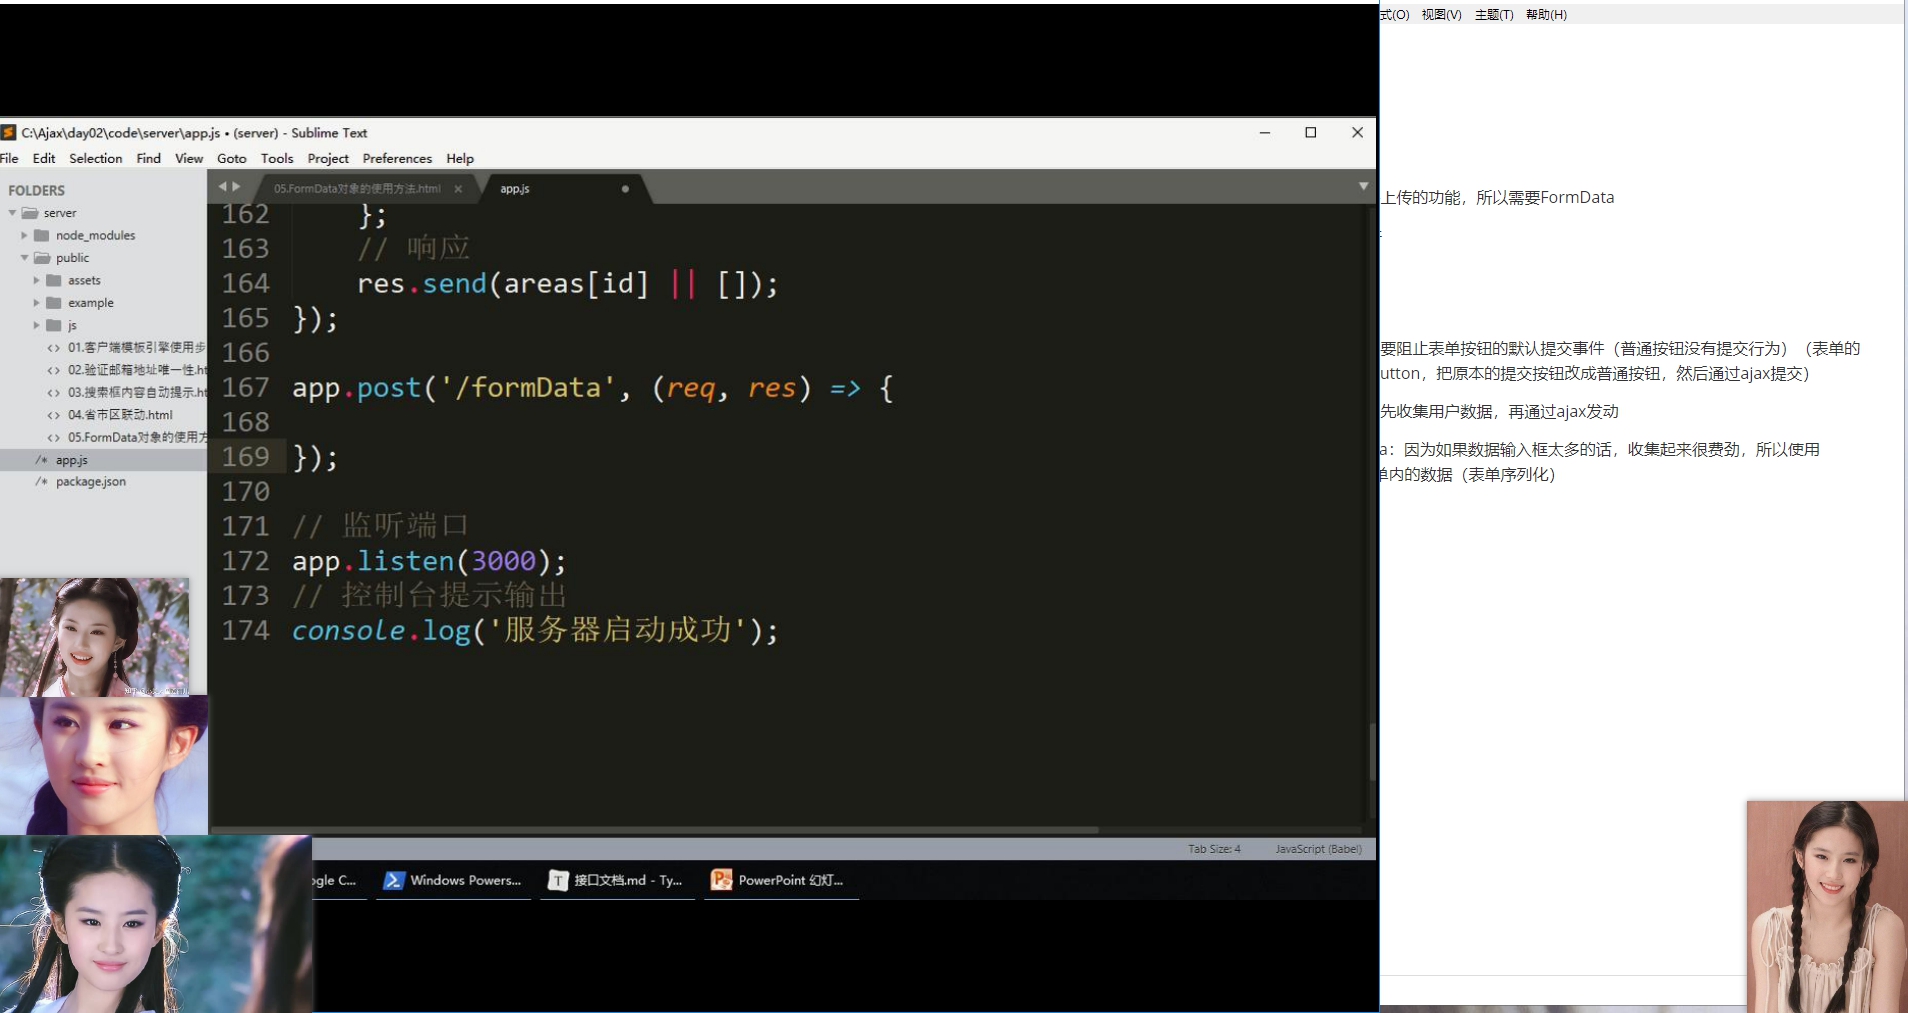 C:\Ajax\day02\code\server\app.js • (server) - Sublime Text
File Edit Selection Find View Goto Tools Project Preferences Help
FOLDERS
server
node_modules
public
assets
example
js
01.客户端模板引擎使用步
02.验证邮箱地址唯一性.ht
03.搜索框内容自动提示.ht
04.省市区联动.html
05.FormData对象的使用方
app.js
package.json
05.FormData对象的使用方法.html
app.js
162 };
163 // 响应
164 res.send(areas[id] || []);
165 });
166
167 app.post('/formData', (req, res) => {
168
169 });
170
171 // 监听端口
172 app.listen(3000);
173 // 控制台提示输出
174 console.log('服务器启动成功');
Tab Size: 4 JavaScript (Babel)
ogle C... Windows Powers... 接口文档.md - Ty... PowerPoint 幻灯...
式(O) 视图(V) 主题(T) 帮助(H)
上传的功能，所以需要FormData
要阻止表单按钮的默认提交事件（普通按钮没有提交行为）（表单的
utton，把原本的提交按钮改成普通按钮，然后通过ajax提交）
先收集用户数据，再通过ajax发动
a：因为如果数据输入框太多的话，收集起来很费劲，所以使用
单内的数据（表单序列化）